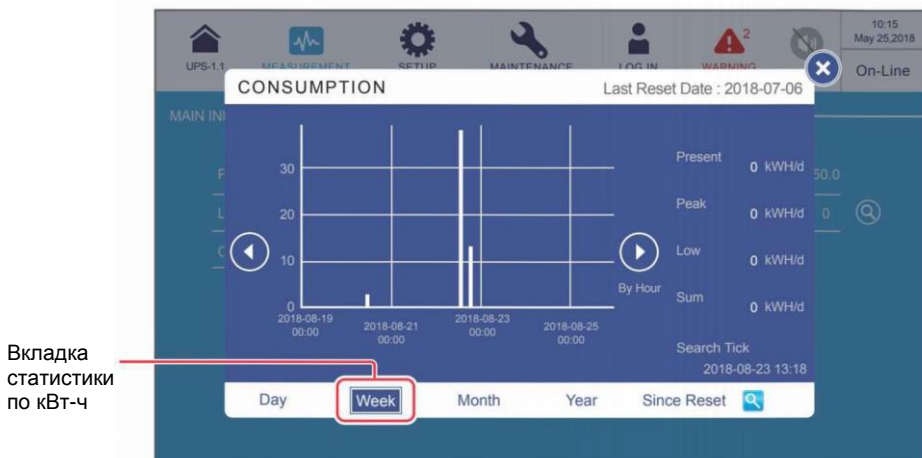 10:15
May 25,2018
UPS-1.1
MEASUREMENT
SETUP
MAINTENANCE
LOG IN
WARNING
2
On-Line
CONSUMPTION
Last Reset Date : 2018-07-06
MAIN IN
30
20
10
0
2018-08-19
00:00
2018-08-21
00:00
2018-08-23
00:00
2018-08-25
00:00
By Hour
Present
0 kWH/d
Peak
0 kWH/d
Low
0 kWH/d
Sum
0 kWH/d
Search Tick
2018-08-23 13:18
50.0
0
Day
Week
Month
Year
Since Reset
Вкладка
статистики
по кВт-ч